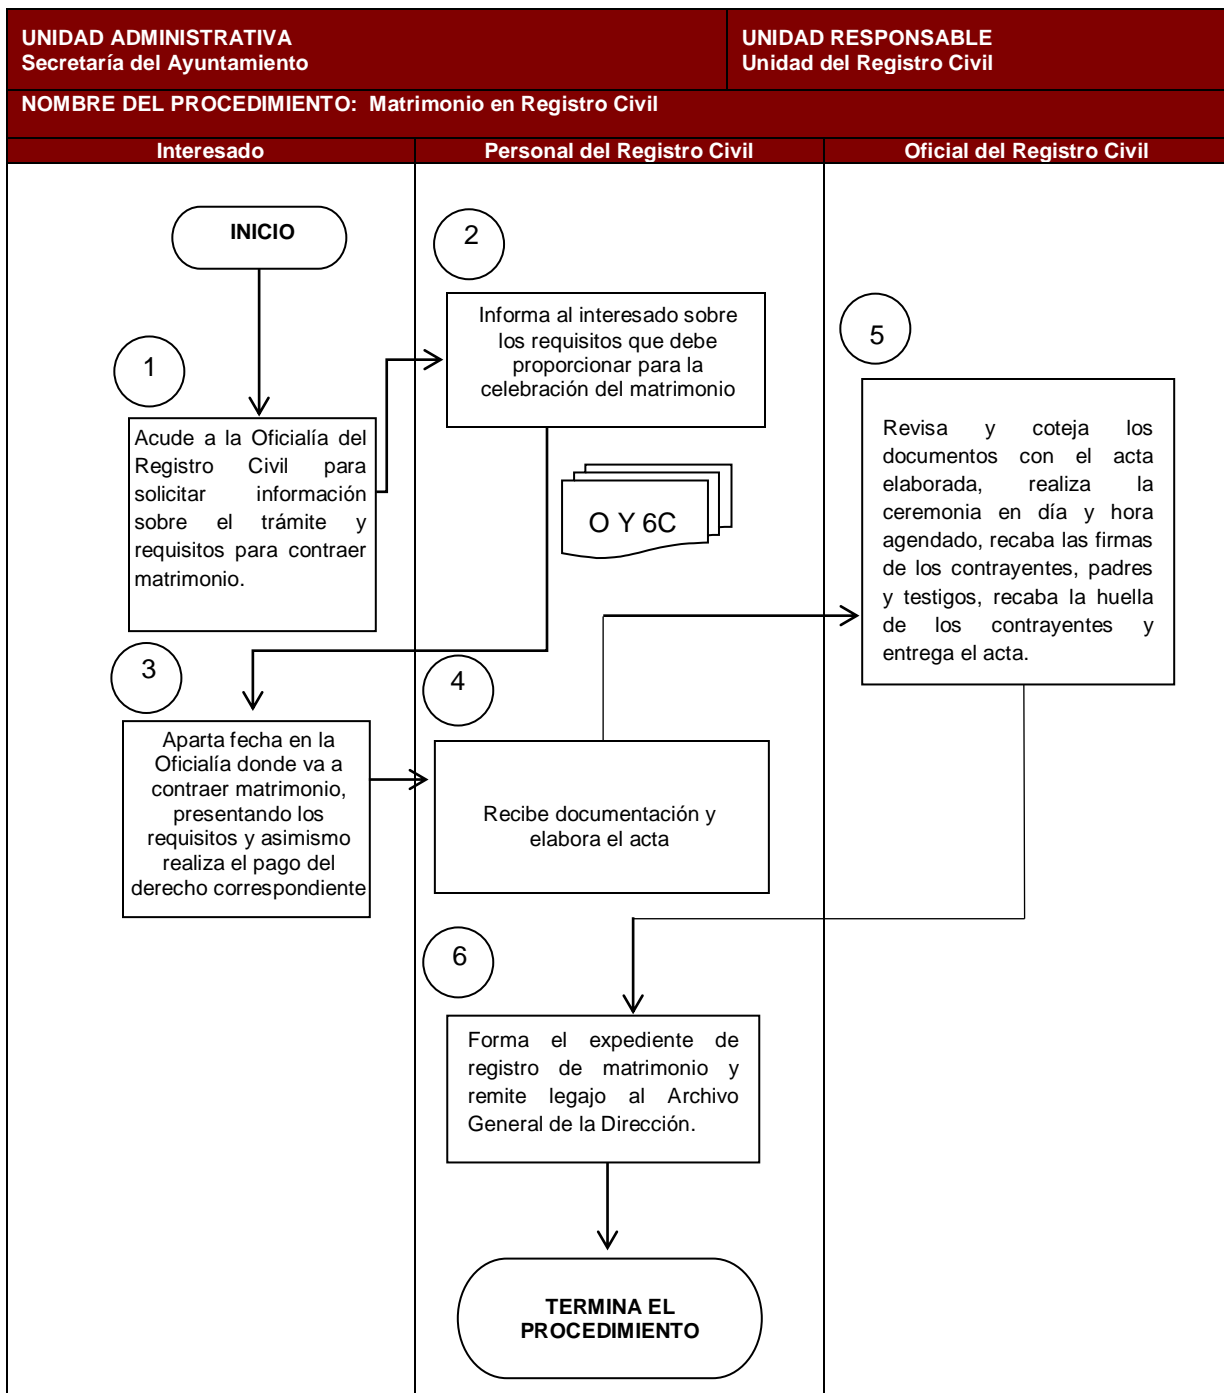 UNIDAD ADMINISTRATIVA
Secretaría del Ayuntamiento
UNIDAD RESPONSABLE
Unidad del Registro Civil
NOMBRE DEL PROCEDIMIENTO: Matrimonio en Registro Civil
Interesado
Personal del Registro Civil
Oficial del Registro Civil
INICIO
1
Acude a la Oficialía del
Registro Civil para
solicitar información
sobre el trámite y
requisitos para contraer
matrimonio.
2
Informa al interesado sobre
los requisitos que debe
proporcionar para la
celebración del matrimonio
O Y 6C
3
Aparta fecha en la
Oficialía donde va a
contraer matrimonio,
presentando los
requisitos y asimismo
realiza el pago del
derecho correspondiente
4
Recibe documentación y
elabora el acta
5
Revisa y coteja los
documentos con el acta
elaborada, realiza la
ceremonia en día y hora
agendado, recaba las firmas
de los contrayentes, padres
y testigos, recaba la huella
de los contrayentes y
entrega el acta.
6
Forma el expediente de
registro de matrimonio y
remite legajo al Archivo
General de la Dirección.
TERMINA EL
PROCEDIMIENTO